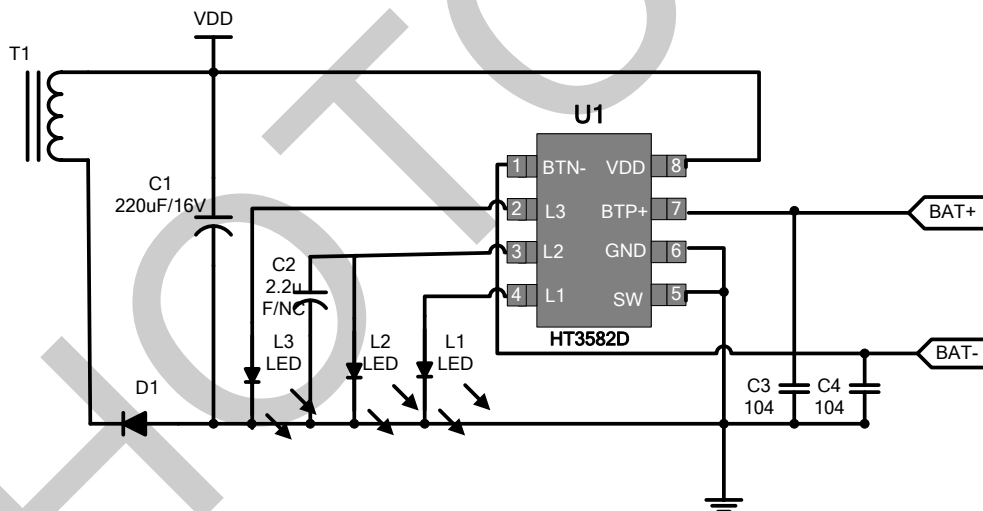 VDD
T1
U1
C1
220uF/16V
1 BTN- VDD 8
2 L3 BTP+ 7
3 L2 GND 6
4 L1 SW 5
HT3582D
BAT+
BAT-
C2
2.2u
F/NC
L3
LED
L2
LED
L1
LED
D1
C3
104
C4
104
HOTO